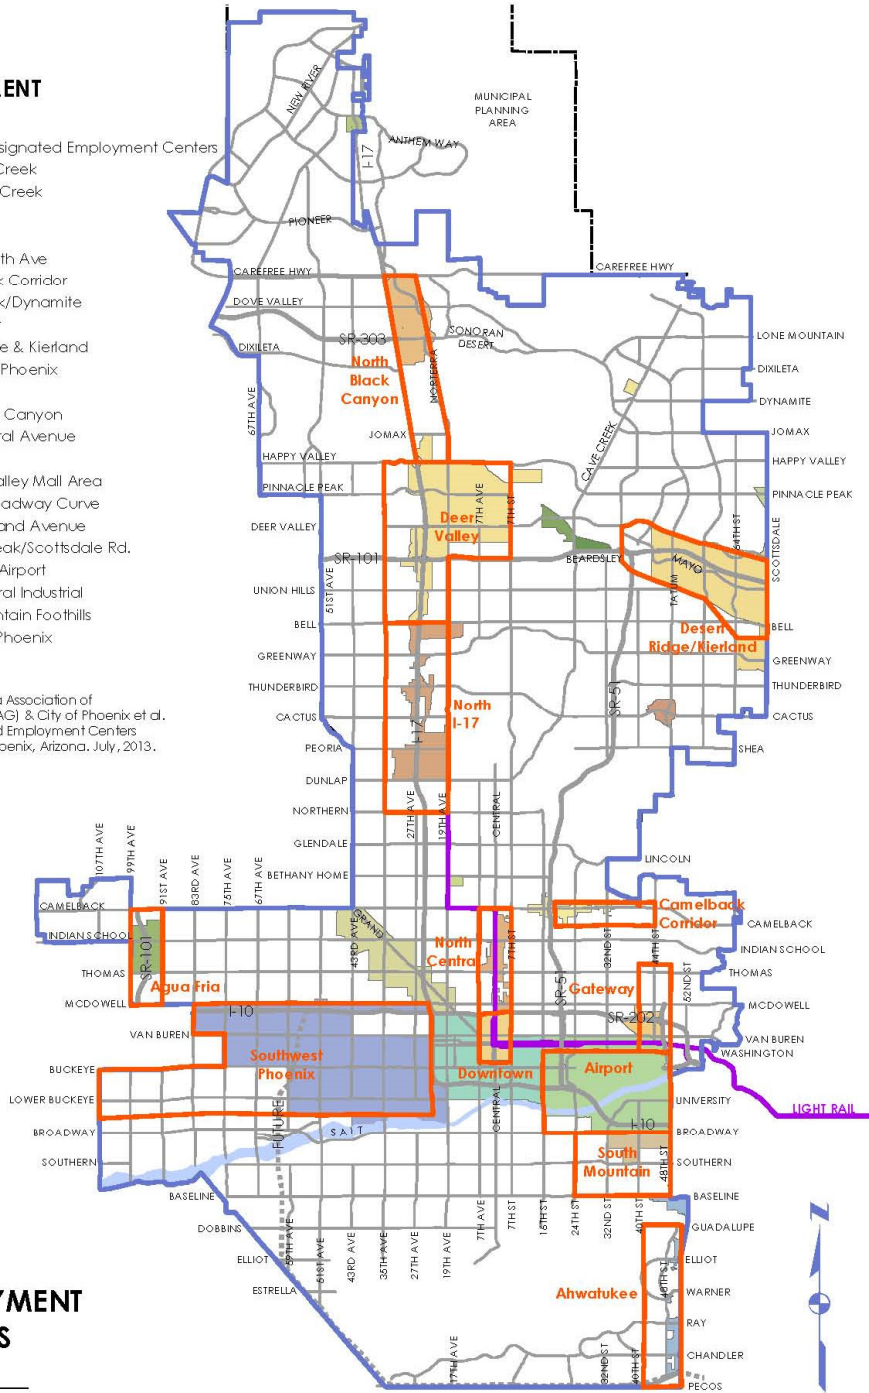 ENT
signated Employment Centers
Creek
Creek
th Ave
k Corridor
k/Dynamite
e & Kierland
Phoenix
Canyon
ral Avenue
alley Mall Area
oadway Curve
and Avenue
eak/Scottsdale Rd.
Airport
ral Industrial
ntain Foothills
Phoenix
a Association of
AG) & City of Phoenix et al.
d Employment Centers
oenix, Arizona. July, 2013.
MUNICIPAL
PLANNING
AREA
NEW RIVER
ANTHEM WAY
I-17
PIONEER
CAREFREE HWY
CAREFREE HWY
DOVE VALLEY
SR-303
SONORAN
DESERT
LONE MOUNTAIN
DIXILETA
DIXILETA
North
Black
Canyon
NORTERRA
DYNAMITE
67TH AVE
CAVE CREEK
JOMAX
JOMAX
HAPPY VALLEY
HAPPY VALLEY
PINNACLE PEAK
PINNACLE PEAK
7TH AVE
7TH ST
64TH ST
SCOTTSDALE
DEER VALLEY
Deer
Valley
SR-101
BEARDSLEY
MAYO
TATUM
51ST AVE
UNION HILLS
BELL
BELL
Desert
Ridge/Kierland
GREENWAY
GREENWAY
THUNDERBIRD
THUNDERBIRD
North
I-17
SR-51
I-17
CACTUS
CACTUS
PEORIA
SHEA
DUNLAP
NORTHERN
27TH AVE
19TH AVE
CENTRAL
GLENDALE
LINCOLN
BETHANY HOME
107TH AVE
99TH AVE
91ST AVE
83RD AVE
75TH AVE
67TH AVE
CAMELBACK
Camelback
Corridor
CAMELBACK
INDIAN SCHOOL
INDIAN SCHOOL
SR-101
GRAND
43RD AVE
North
Central
7TH ST
SR-51
32ND ST
44TH ST
52ND ST
THOMAS
THOMAS
Agua Fria
Gateway
MCDOWELL
MCDOWELL
I-10
SR-202
VAN BUREN
VAN BUREN
WASHINGTON
Southwest
Phoenix
BUCKEYE
Downtown
Airport
LOWER BUCKEYE
CENTRAL
UNIVERSITY
LIGHT RAIL
FUTURE
SALT
I-10
BROADWAY
BROADWAY
South
Mountain
SOUTHERN
SOUTHERN
48TH ST
BASELINE
BASELINE
59TH AVE
51ST AVE
43RD AVE
35TH AVE
27TH AVE
19TH AVE
7TH AVE
7TH ST
16TH ST
24TH ST
32ND ST
40TH ST
DOBBINS
GUADALUPE
ELLIOT
ELLIOT
ESTRELLA
Ahwatukee
48TH ST
WARNER
RAY
17TH AVE
32ND ST
40TH ST
CHANDLER
PECOS
YMENT
S
Z